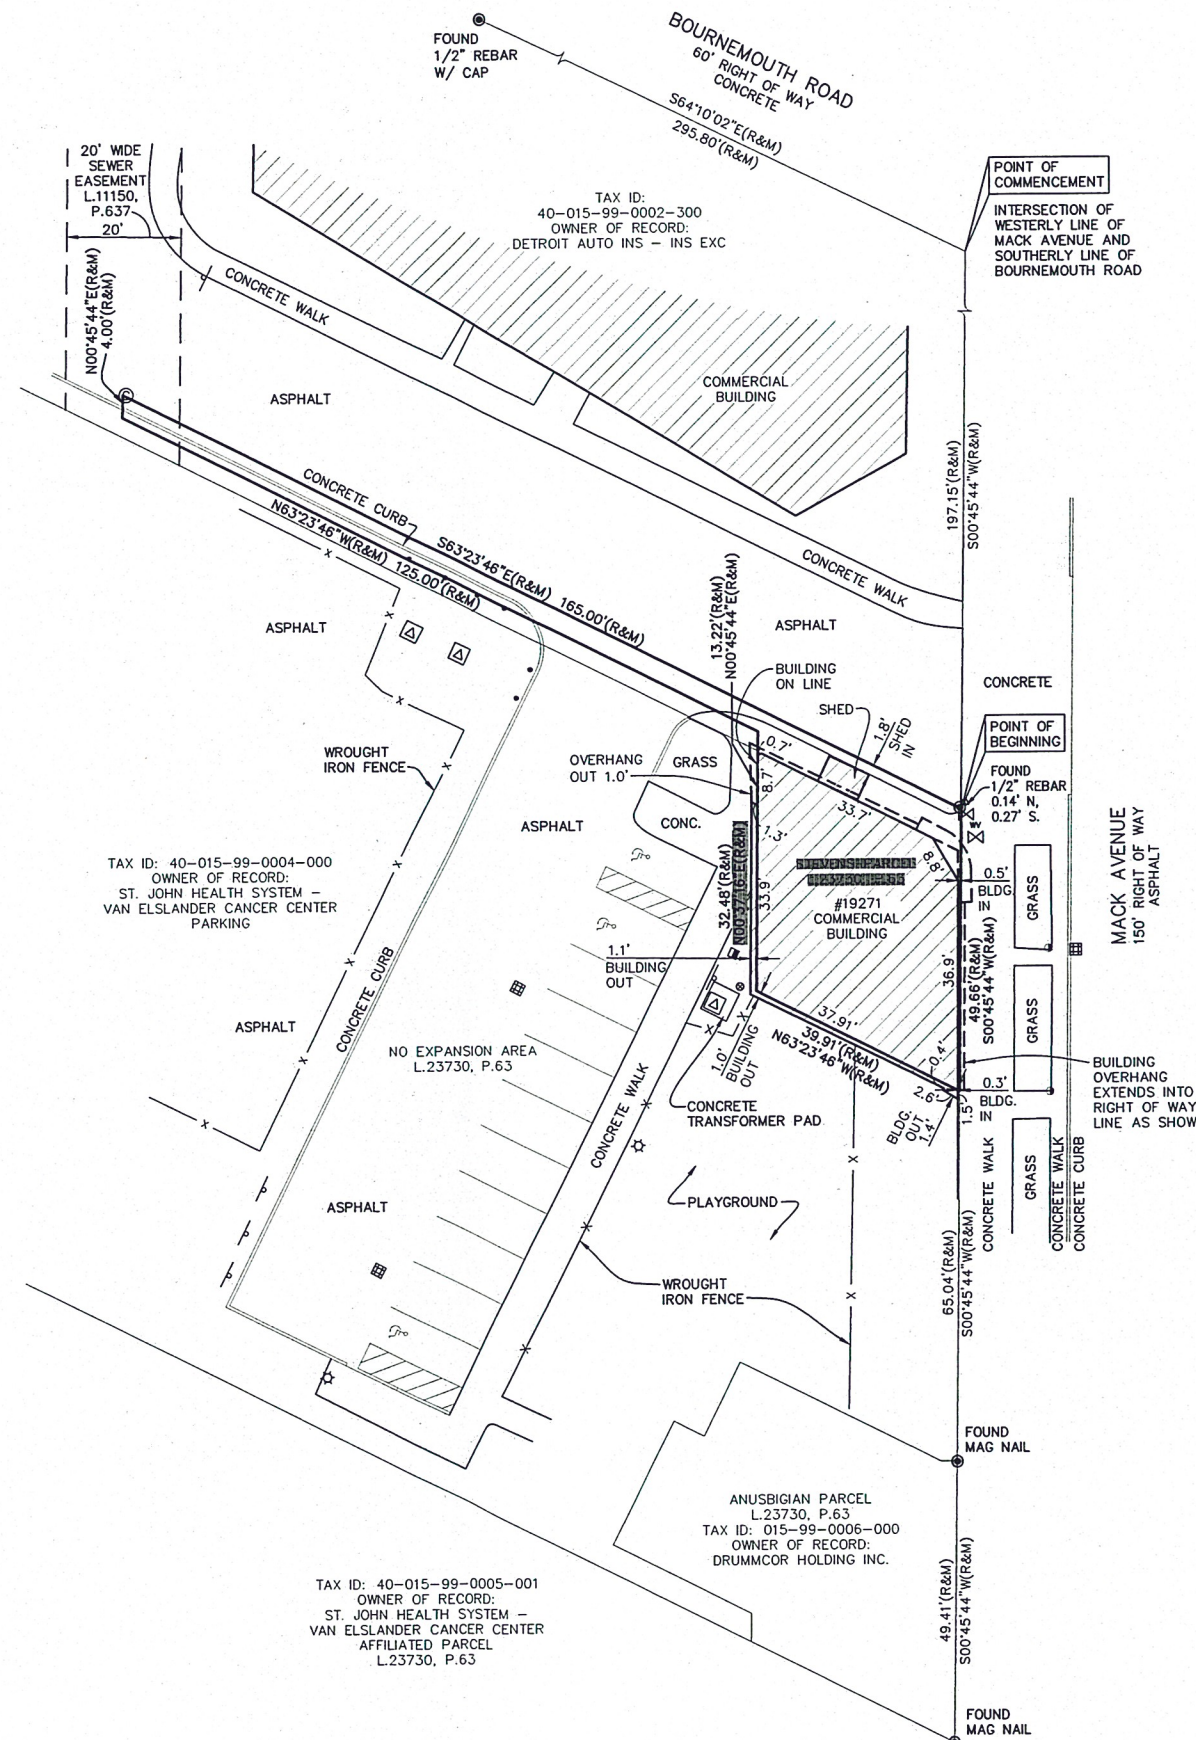 FOUND
1/2" REBAR
W/ CAP
BOURNEMOUTH ROAD
60' RIGHT OF WAY
CONCRETE
S64°10'02"E(R&M)
295.80'(R&M)
20' WIDE
SEWER
EASEMENT
L.11150,
P.637
20'
TAX ID:
40-015-99-0002-300
OWNER OF RECORD:
DETROIT AUTO INS - INS EXC
POINT OF
COMMENCEMENT
INTERSECTION OF
WESTERLY LINE OF
MACK AVENUE AND
SOUTHERLY LINE OF
BOURNEMOUTH ROAD
N00°45'44"E(R&M)
4.00'(R&M)
CONCRETE WALK
ASPHALT
COMMERCIAL
BUILDING
197.15'(R&M)
S00°45'44"W(R&M)
CONCRETE CURB
N63°23'46"W(R&M) 125.00'(R&M)
S63°23'46"E(R&M) 165.00'(R&M)
CONCRETE WALK
ASPHALT
ASPHALT
13.22'(R&M)
N00°45'44"E(R&M)
BUILDING
ON LINE
SHED
1.8'
SHED
IN
CONCRETE
POINT OF
BEGINNING
FOUND
1/2" REBAR
0.14' N,
0.27' S.
WV
WROUGHT
IRON FENCE
OVERHANG
OUT 1.0'
GRASS
0.7'
8.7'
33.7'
ASPHALT
CONC.
1.3'
32.48'(R&M)
N00°37'16"E(R&M)
33.9'
8.8'
#19271
COMMERCIAL
BUILDING
0.5'
BLDG.
IN
GRASS
MACK AVENUE
150' RIGHT OF WAY
ASPHALT
TAX ID: 40-015-99-0004-000
OWNER OF RECORD:
ST. JOHN HEALTH SYSTEM -
VAN ELSLANDER CANCER CENTER
PARKING
1.1'
BUILDING
OUT
36.9'
49.66'(R&M)
S00°45'44"W(R&M)
ASPHALT
CONCRETE CURB
37.91'
39.91'(R&M)
N63°23'46"W(R&M)
GRASS
NO EXPANSION AREA
L.23730, P.63
1.0'
BUILDING
OUT
0.4'
2.6'
BLDG.
OUT
1.4'
0.3'
BLDG.
IN
1.5'
BUILDING
OVERHANG
EXTENDS INTO
RIGHT OF WAY
LINE AS SHOW
CONCRETE WALK
CONCRETE
TRANSFORMER PAD
PLAYGROUND
CONCRETE WALK
GRASS
CONCRETE WALK
CONCRETE CURB
ASPHALT
WROUGHT
IRON FENCE
65.04'(R&M)
S00°45'44"W(R&M)
FOUND
MAG NAIL
ANUSBIGIAN PARCEL
L.23730, P.63
TAX ID: 015-99-0006-000
OWNER OF RECORD:
DRUMMCOR HOLDING INC.
TAX ID: 40-015-99-0005-001
OWNER OF RECORD:
ST. JOHN HEALTH SYSTEM -
VAN ELSLANDER CANCER CENTER
AFFILIATED PARCEL
L.23730, P.63
49.41'(R&M)
S00°45'44"W(R&M)
FOUND
MAG NAIL